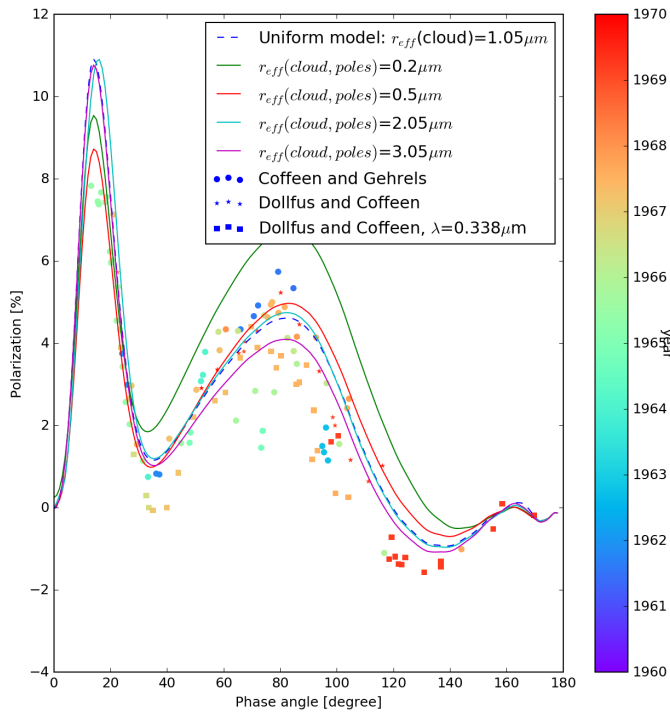 12
10
8
6
4
2
0
−2
−4
Polarization [%]
0 20 40 60 80 100 120 140 160 180
Phase angle [degree]
Uniform model: r_eff(cloud)=1.05μm
r_eff(cloud, poles)=0.2μm
r_eff(cloud, poles)=0.5μm
r_eff(cloud, poles)=2.05μm
r_eff(cloud, poles)=3.05μm
Coffeen and Gehrels
Dollfus and Coffeen
Dollfus and Coffeen, λ=0.338μm
1970
1969
1968
1967
1966
1965
1964
1963
1962
1961
1960
year